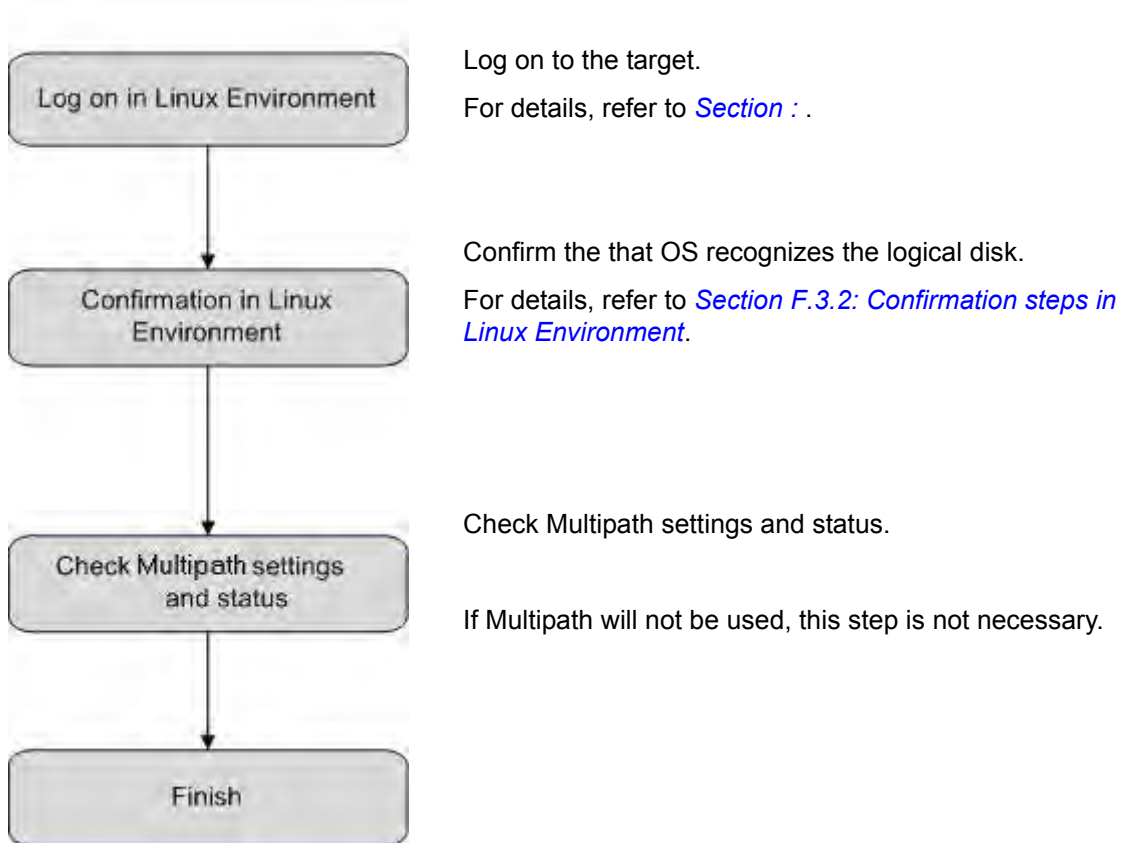 Log on in Linux Environment
Log on to the target.
For details, refer to Section : .
Confirmation in Linux
Environment
Confirm the that OS recognizes the logical disk.
For details, refer to Section F.3.2: Confirmation steps in
Linux Environment.
Check Multipath settings
and status
Check Multipath settings and status.
If Multipath will not be used, this step is not necessary.
Finish